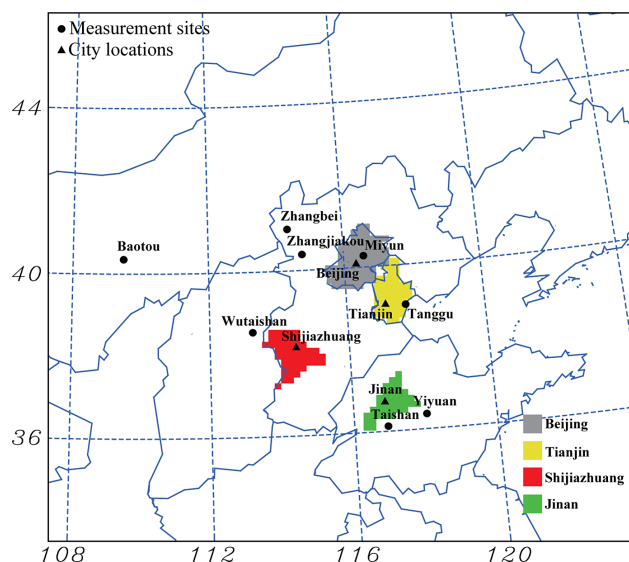 Measurement sites
City locations
44
Zhangbei
Zhangjiakou
Miyun
Baotou
Beijing
40
Tianjin
Tanggu
Wutaishan
Shijiazhuang
Jinan
Yiyuan
Taishan
36
Beijing
Tianjin
Shijiazhuang
Jinan
108 112 116 120